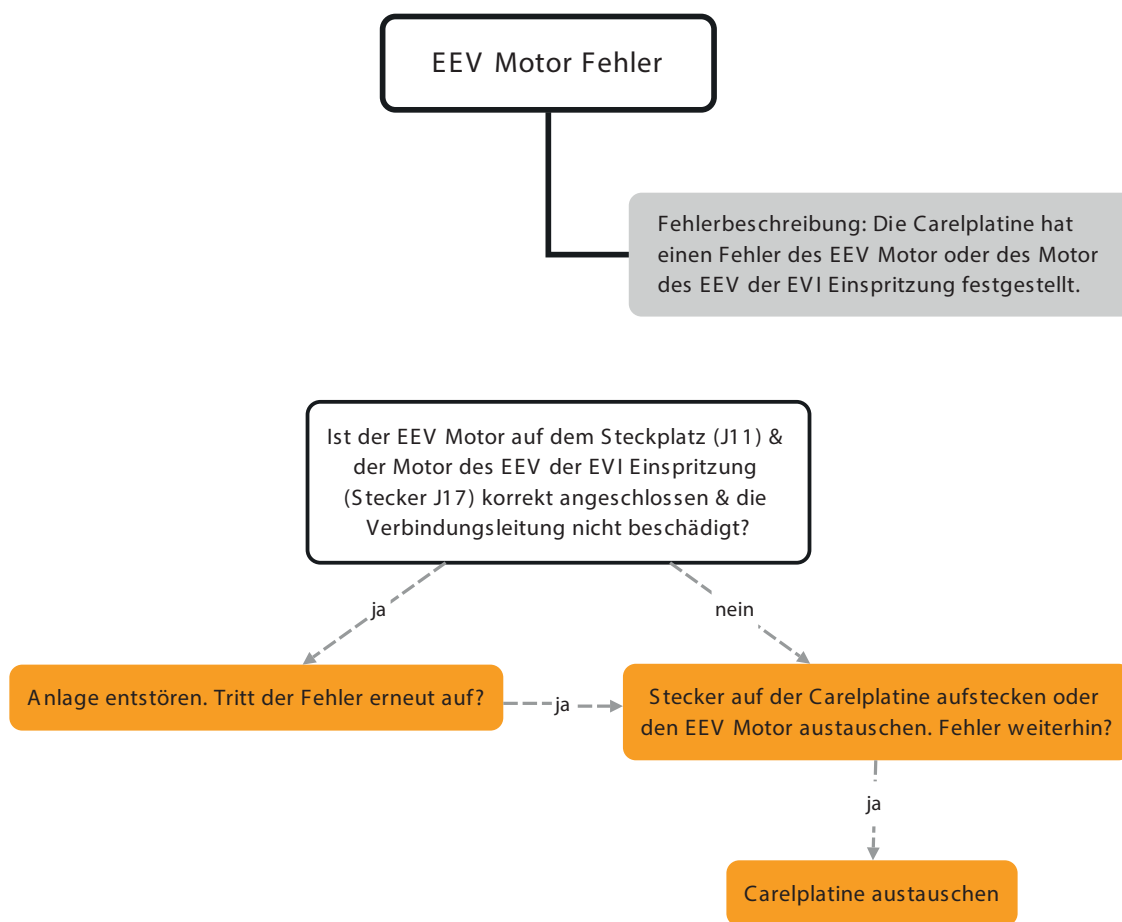 EEV Motor Fehler
Fehlerbeschreibung: Die Carelplatine hat
einen Fehler des EEV Motor oder des Motor
des EEV der EVI Einspritzung festgestellt.
Ist der EEV Motor auf dem Steckplatz (J11) &
der Motor des EEV der EVI Einspritzung
(Stecker J17) korrekt angeschlossen & die
Verbindungsleitung nicht beschädigt?
ja
nein
Anlage entstören. Tritt der Fehler erneut auf?
ja
Stecker auf der Carelplatine aufstecken oder
den EEV Motor austauschen. Fehler weiterhin?
ja
Carelplatine austauschen